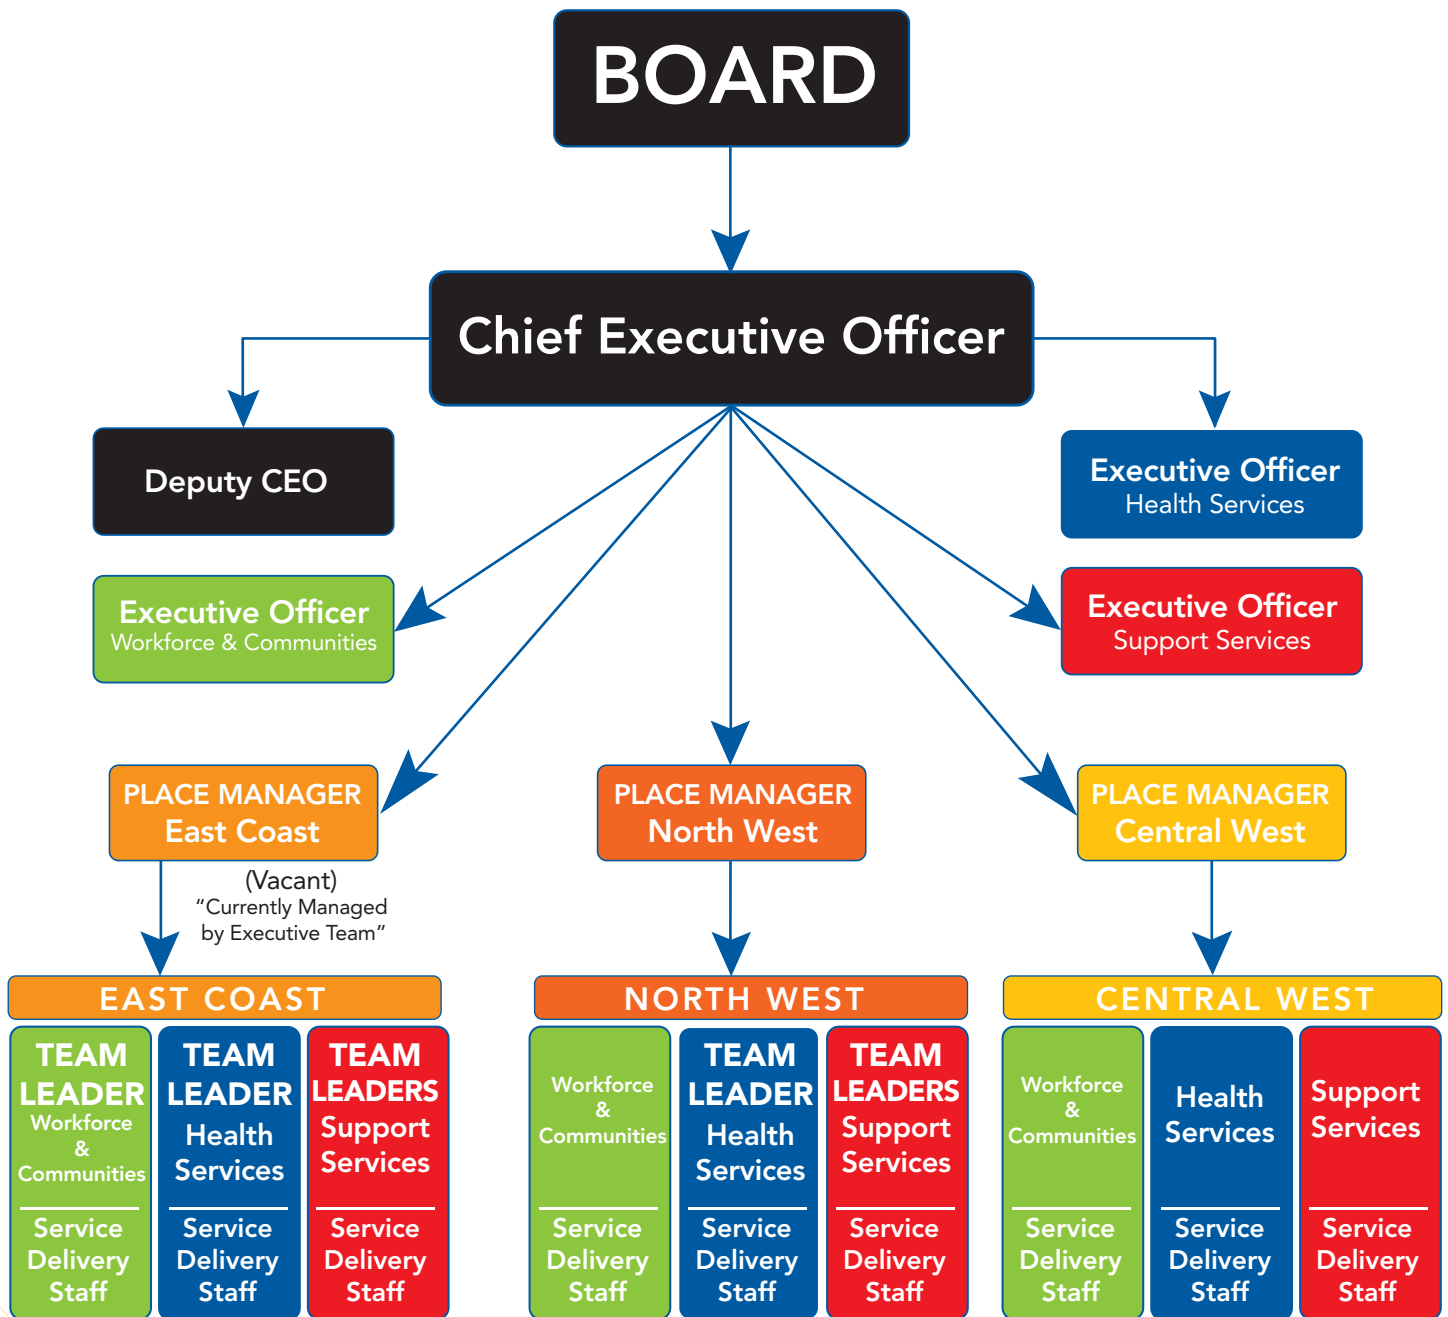 BOARD
Chief Executive Officer
Deputy CEO
Executive Officer
Health Services
Executive Officer
Workforce & Communities
Executive Officer
Support Services
PLACE MANAGER
East Coast
(Vacant)
“Currently Managed
by Executive Team”
PLACE MANAGER
North West
PLACE MANAGER
Central West
EAST COAST
TEAM
LEADER
Workforce
&
Communities
Service
Delivery
Staff
TEAM
LEADER
Health
Services
Service
Delivery
Staff
TEAM
LEADERS
Support
Services
Service
Delivery
Staff
NORTH WEST
Workforce
&
Communities
Service
Delivery
Staff
TEAM
LEADER
Health
Services
Service
Delivery
Staff
TEAM
LEADERS
Support
Services
Service
Delivery
Staff
CENTRAL WEST
Workforce
&
Communities
Service
Delivery
Staff
Health
Services
Service
Delivery
Staff
Support
Services
Service
Delivery
Staff